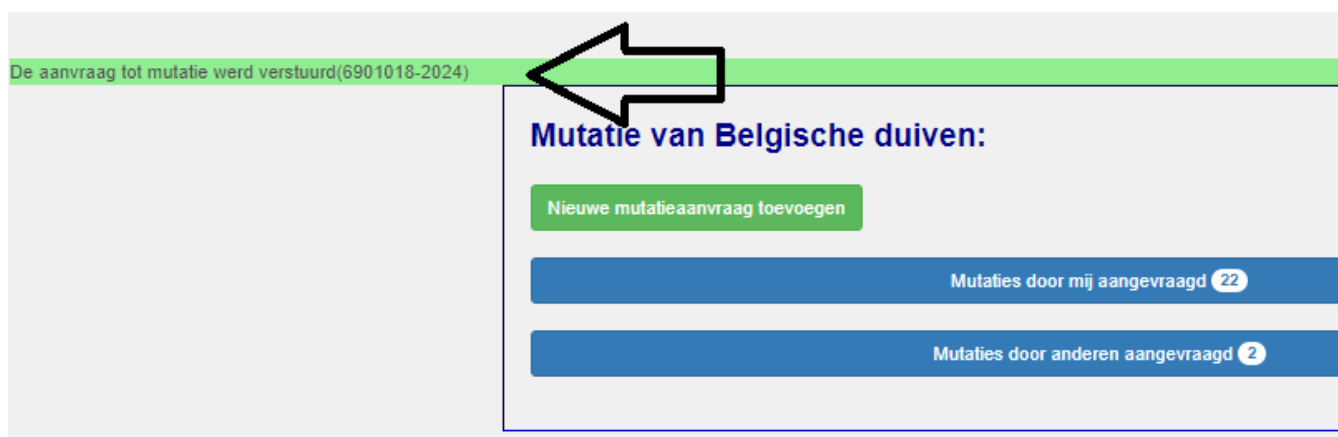 De aanvraag tot mutatie werd verstuurd(6901018-2024)
Mutatie van Belgische duiven:
Nieuwe mutatieaanvraag toevoegen
Mutaties door mij aangevraagd 22
Mutaties door anderen aangevraagd 2